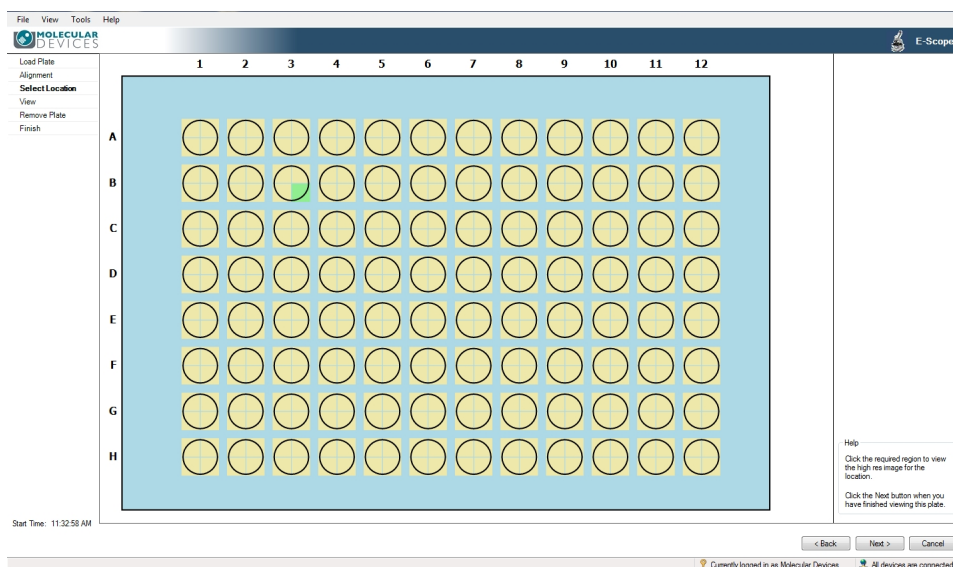 File View Tools Help
MOLECULAR
DEVICES
E-Scope
Load Plate
Alignment
Select Location
View
Remove Plate
Finish
1 2 3 4 5 6 7 8 9 10 11 12
A
B
C
D
E
F
G
H
Help
Click the required region to view
the high res image for the
location.
Click the Next button when you
have finished viewing this plate.
Start Time: 11:32:58 AM
< Back Next > Cancel
Currently logged in as Molecular Devices All devices are connected